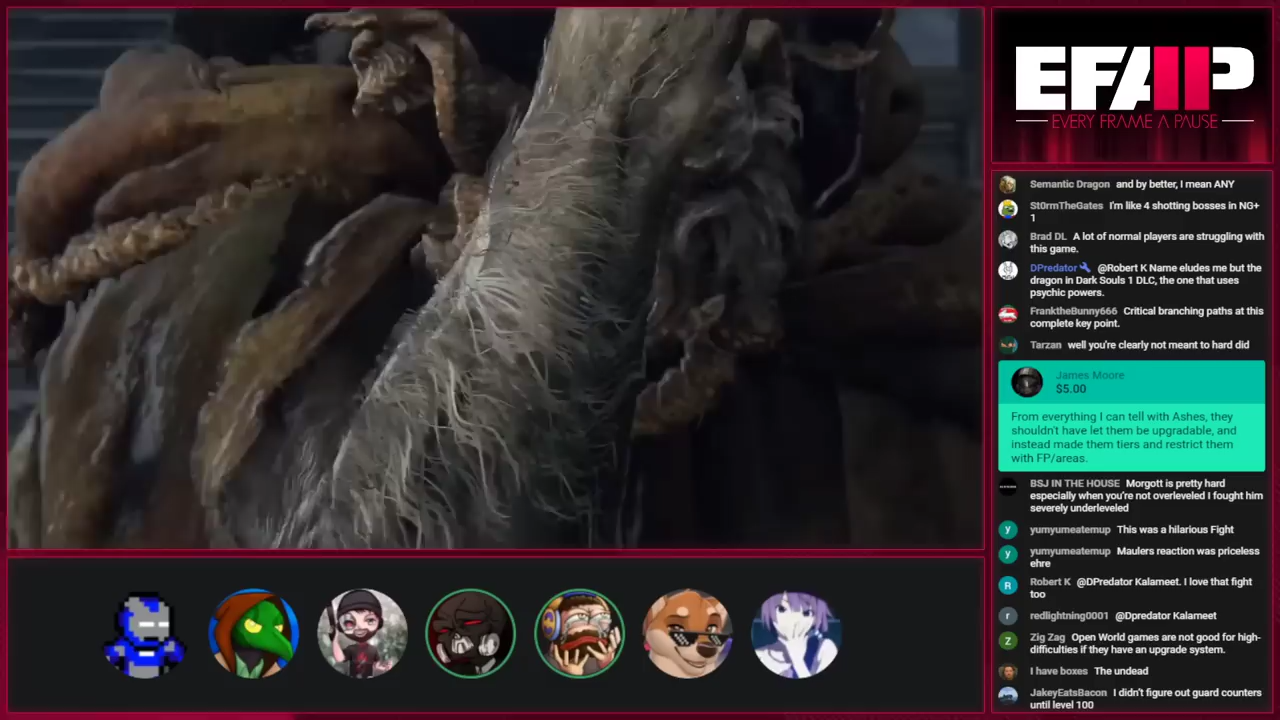 EFAP
EVERY FRAME A PAUSE
Semantic Dragon and by better, I mean ANY
St0rmTheGates I'm like 4 shotting bosses in NG+
1
Brad DL A lot of normal players are struggling with
this game.
DPredator @Robert K Name eludes me but the
dragon in Dark Souls 1 DLC, the one that uses
psychic powers.
FranktheBunny666 Critical branching paths at this
complete key point.
Tarzan well you're clearly not meant to hard did
James Moore
$5.00
From everything I can tell with Ashes, they
shouldn't have let them be upgradable, and
instead made them tiers and restrict them
with FP/areas.
BSJ IN THE HOUSE Morgott is pretty hard
especially when you're not overleveled I fought him
severely underleveled
y yumyumeatemup This was a hilarious Fight
y yumyumeatemup Maulers reaction was priceless
ehre
R Robert K @DPredator Kalameet. I love that fight
too
r redlightning0001 @Dpredator Kalameet
Z Zig Zag Open World games are not good for high-
difficulties if they have an upgrade system.
I have boxes The undead
JakeyEatsBacon I didn't figure out guard counters
until level 100